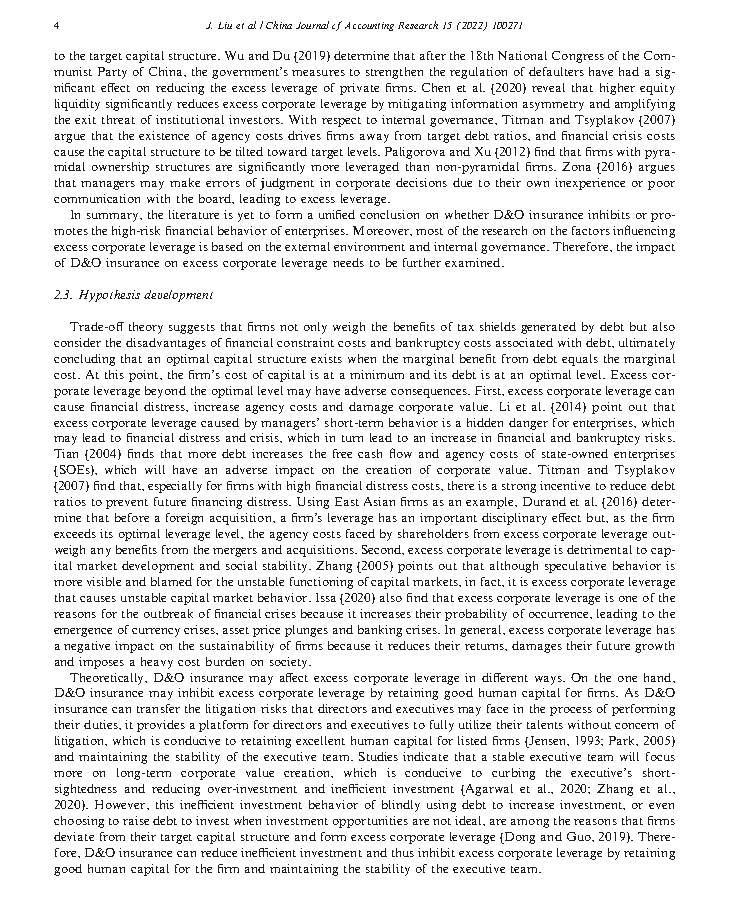 4
J. Liu et al. / China Journal of Accounting Research 15 (2022) 100271
to the target capital structure. Wu and Du (2019) determine that after the 18th National Congress of the Com-
munist Party of China, the government's measures to strengthen the regulation of defaulters have had a sig-
nificant effect on reducing the excess leverage of private firms. Chen et al. (2020) reveal that higher equity
liquidity significantly reduces excess corporate leverage by mitigating information asymmetry and amplifying
the exit threat of institutional investors. With respect to internal governance, Titman and Tsyplakov (2007)
argue that the existence of agency costs drives firms away from target debt ratios, and financial crisis costs
cause the capital structure to be tilted toward target levels. Paligorova and Xu (2012) find that firms with pyra-
midal ownership structures are significantly more leveraged than non-pyramidal firms. Zona (2016) argues
that managers may make errors of judgment in corporate decisions due to their own inexperience or poor
communication with the board, leading to excess leverage.
In summary, the literature is yet to form a unified conclusion on whether D&O insurance inhibits or pro-
motes the high-risk financial behavior of enterprises. Moreover, most of the research on the factors influencing
excess corporate leverage is based on the external environment and internal governance. Therefore, the impact
of D&O insurance on excess corporate leverage needs to be further examined.
2.3. Hypothesis development
Trade-off theory suggests that firms not only weigh the benefits of tax shields generated by debt but also
consider the disadvantages of financial constraint costs and bankruptcy costs associated with debt, ultimately
concluding that an optimal capital structure exists when the marginal benefit from debt equals the marginal
cost. At this point, the firm's cost of capital is at a minimum and its debt is at an optimal level. Excess cor-
porate leverage beyond the optimal level may have adverse consequences. First, excess corporate leverage can
cause financial distress, increase agency costs and damage corporate value. Li et al. (2014) point out that
excess corporate leverage caused by managers' short-term behavior is a hidden danger for enterprises, which
may lead to financial distress and crisis, which in turn lead to an increase in financial and bankruptcy risks.
Tian (2004) finds that more debt increases the free cash flow and agency costs of state-owned enterprises
(SOEs), which will have an adverse impact on the creation of corporate value. Titman and Tsyplakov
(2007) find that, especially for firms with high financial distress costs, there is a strong incentive to reduce debt
ratios to prevent future financing distress. Using East Asian firms as an example, Durand et al. (2016) deter-
mine that before a foreign acquisition, a firm's leverage has an important disciplinary effect but, as the firm
exceeds its optimal leverage level, the agency costs faced by shareholders from excess corporate leverage out-
weigh any benefits from the mergers and acquisitions. Second, excess corporate leverage is detrimental to cap-
ital market development and social stability. Zhang (2005) points out that although speculative behavior is
more visible and blamed for the unstable functioning of capital markets, in fact, it is excess corporate leverage
that causes unstable capital market behavior. Issa (2020) also find that excess corporate leverage is one of the
reasons for the outbreak of financial crises because it increases their probability of occurrence, leading to the
emergence of currency crises, asset price plunges and banking crises. In general, excess corporate leverage has
a negative impact on the sustainability of firms because it reduces their returns, damages their future growth
and imposes a heavy cost burden on society.
Theoretically, D&O insurance may affect excess corporate leverage in different ways. On the one hand,
D&O insurance may inhibit excess corporate leverage by retaining good human capital for firms. As D&O
insurance can transfer the litigation risks that directors and executives may face in the process of performing
their duties, it provides a platform for directors and executives to fully utilize their talents without concern of
litigation, which is conducive to retaining excellent human capital for listed firms (Jensen, 1993; Park, 2005)
and maintaining the stability of the executive team. Studies indicate that a stable executive team will focus
more on long-term corporate value creation, which is conducive to curbing the executive's short-
sightedness and reducing over-investment and inefficient investment (Agarwal et al., 2020; Zhang et al.,
2020). However, this inefficient investment behavior of blindly using debt to increase investment, or even
choosing to raise debt to invest when investment opportunities are not ideal, are among the reasons that firms
deviate from their target capital structure and form excess corporate leverage (Dong and Guo, 2019). There-
fore, D&O insurance can reduce inefficient investment and thus inhibit excess corporate leverage by retaining
good human capital for the firm and maintaining the stability of the executive team.